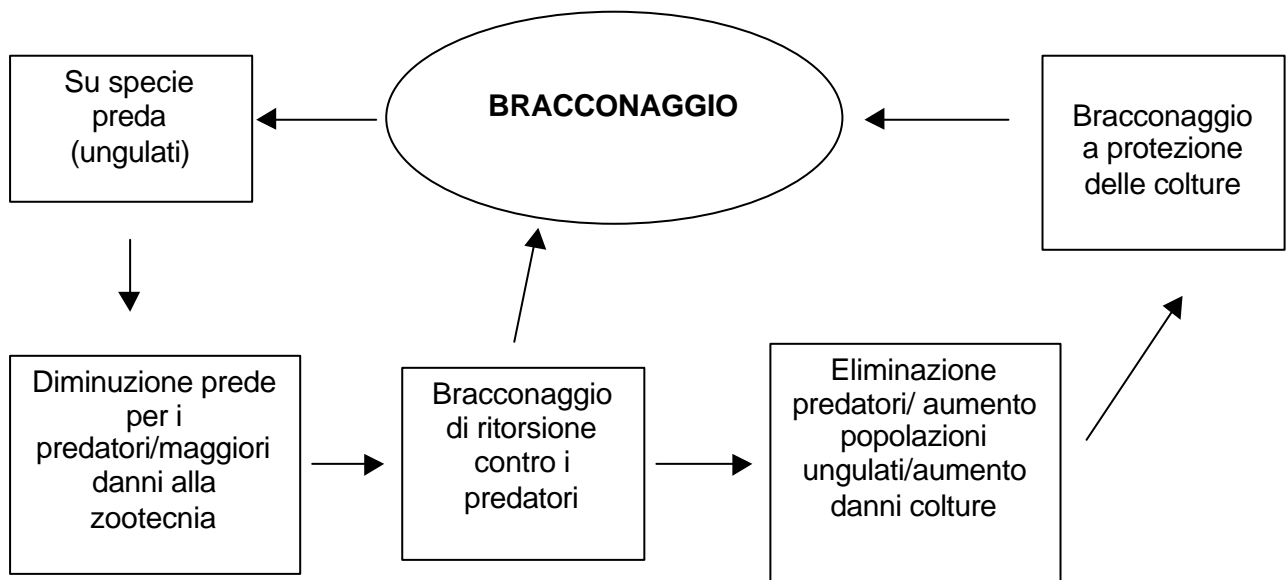 BRACCONAGGIO
Su specie
preda
(ungulati)
Diminuzione prede
per i
predatori/maggiori
danni alla
zootecnia
Bracconaggio
di ritorsione
contro i
predatori
Eliminazione
predatori/ aumento
popolazioni
ungulati/aumento
danni colture
Bracconaggio
a protezione
delle colture